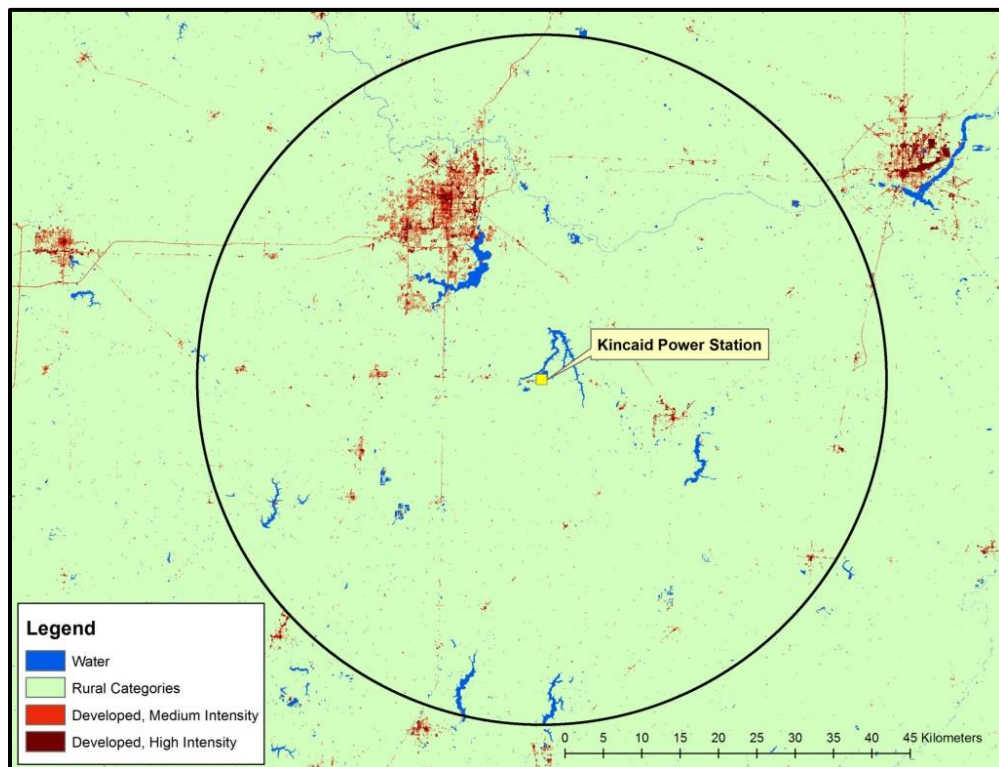 Kincaid Power Station
Legend
Water
Rural Categories
Developed, Medium Intensity
Developed, High Intensity
0 5 10 15 20 25 30 35 40 45 Kilometers